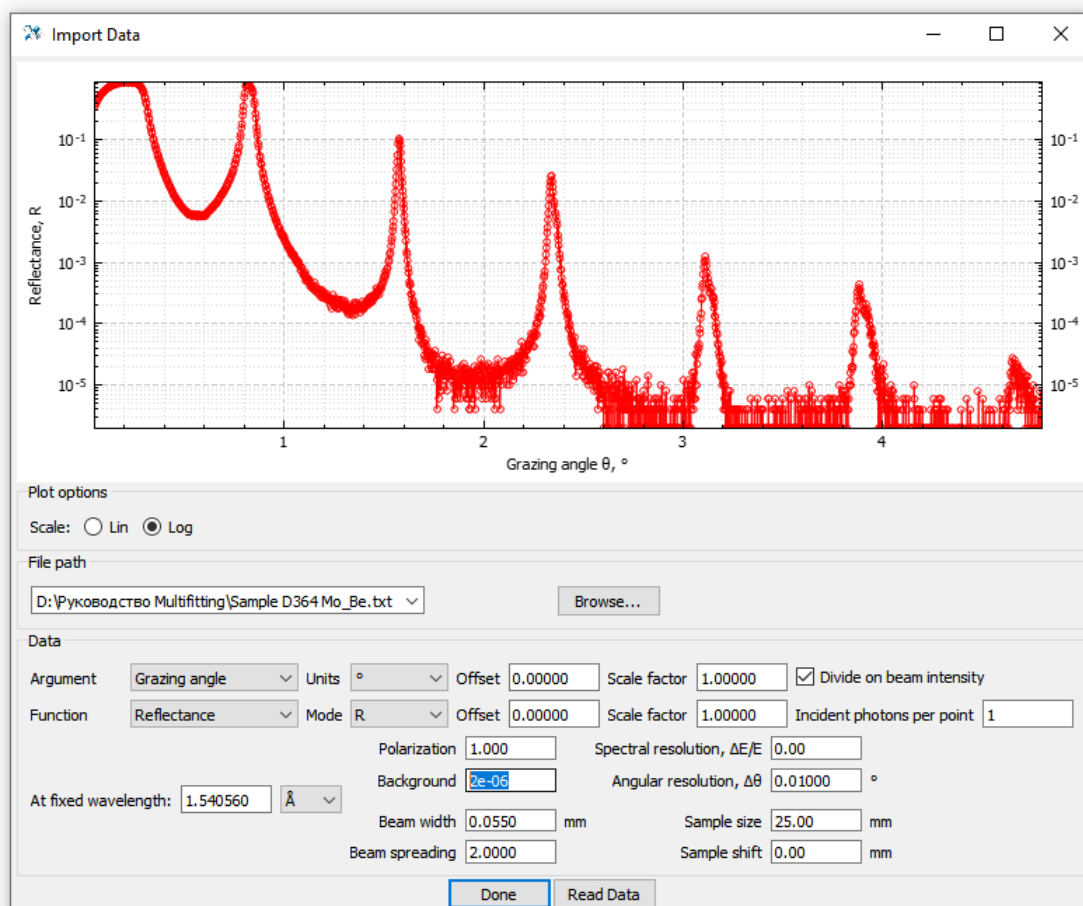 Import Data
10⁻¹ 10⁻¹
10⁻² 10⁻²
10⁻³ 10⁻³
10⁻⁴ 10⁻⁴
10⁻⁵ 10⁻⁵
Reflectance, R
1 2 3 4
Grazing angle θ, °
Plot options
Scale: Lin Log
File path
D:\Руководство Multifitting\Sample D364 Mo_Be.txt Browse...
Data
Argument Grazing angle Units ° Offset 0.00000 Scale factor 1.00000 Divide on beam intensity
Function Reflectance Mode R Offset 0.00000 Scale factor 1.00000 Incident photons per point 1
Polarization 1.000 Spectral resolution, ΔE/E 0.00
Background 2e-06 Angular resolution, Δθ 0.01000 °
At fixed wavelength: 1.540560 Å
Beam width 0.0550 mm Sample size 25.00 mm
Beam spreading 2.0000 Sample shift 0.00 mm
Done Read Data